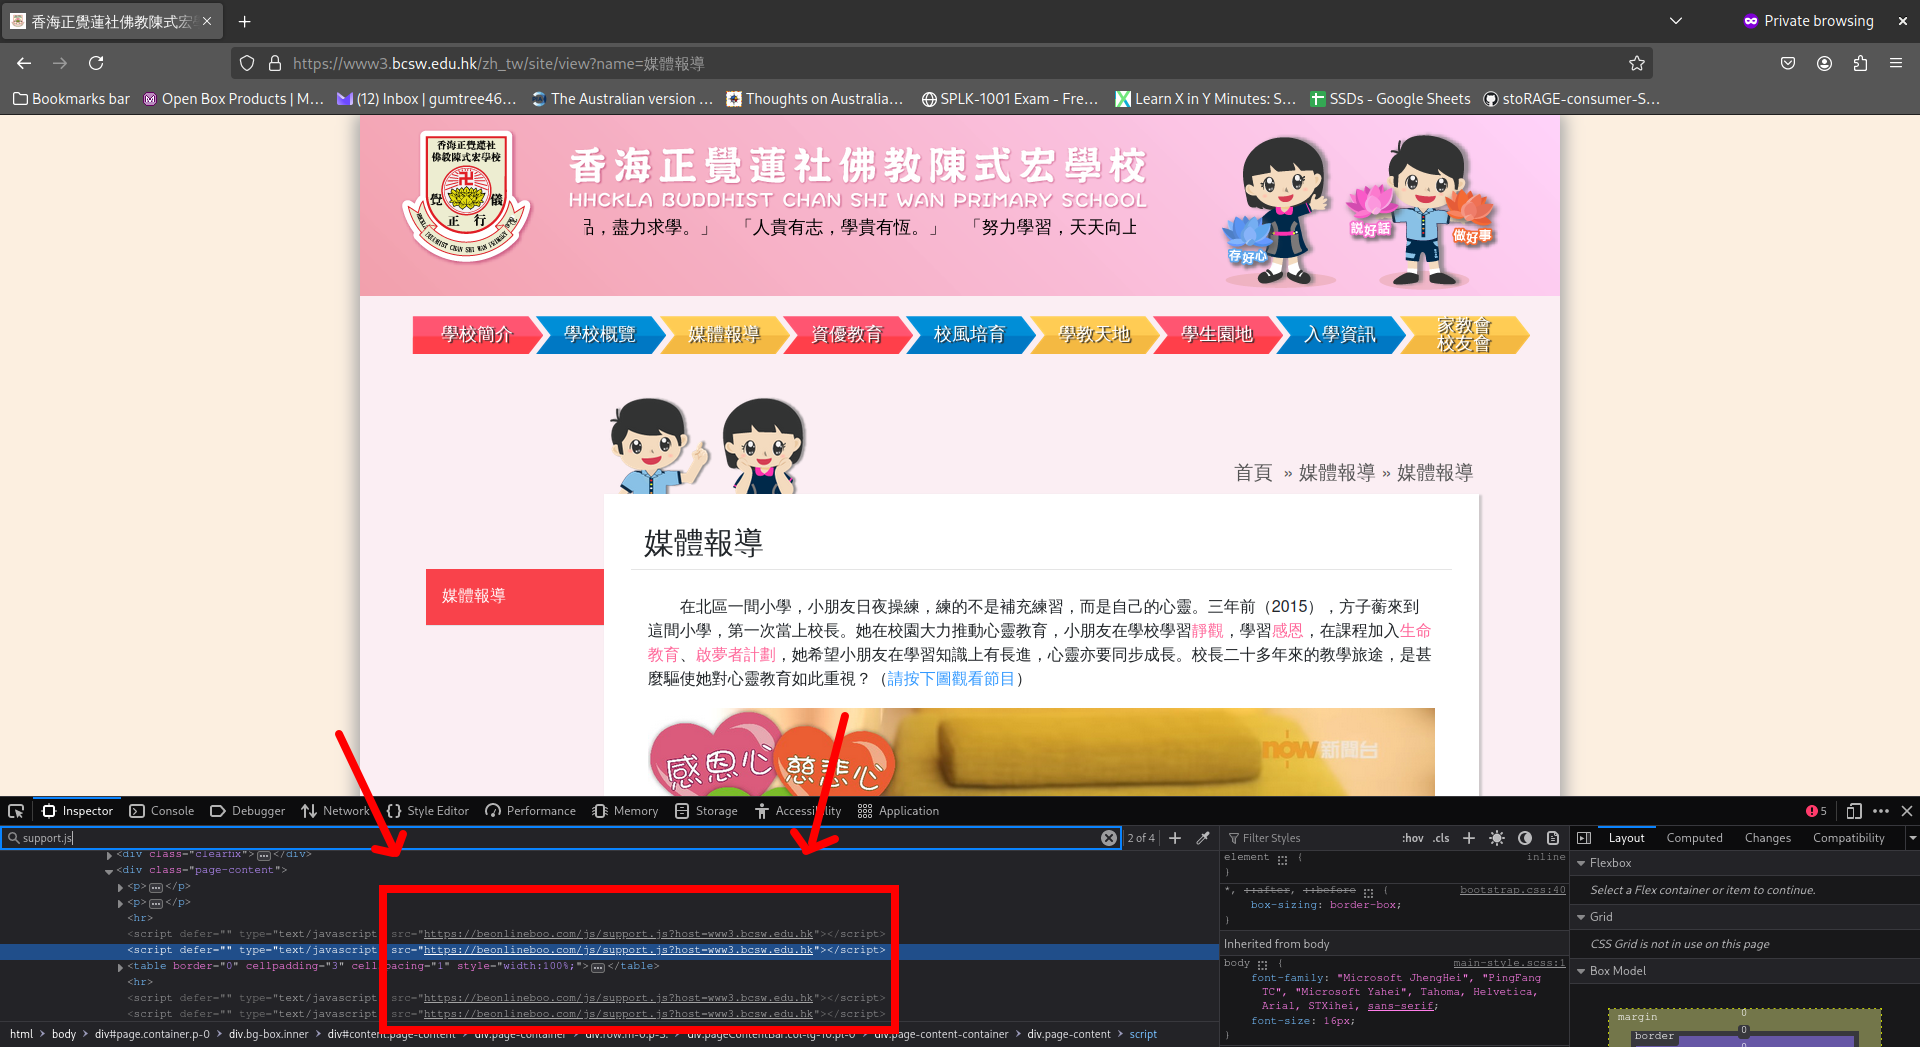 香海正覺蓮社佛教陳式宏
Private browsing
https://www3.bcsw.edu.hk/zh_tw/site/view?name=媒體報導
Bookmarks bar
Open Box Products | M…
(12) Inbox | gumtree46…
The Australian version …
Thoughts on Australia…
SPLK-1001 Exam - Fre…
Learn X in Y Minutes: S…
SSDs - Google Sheets
stoRAGE-consumer-S…
香海正覺蓮社
佛教陳式宏學校
覺
儀
正
行
香海正覺蓮社佛教陳式宏學校
HHCKLA BUDDHIST CHAN SHI WAN PRIMARY SCHOOL
品，盡力求學。」 「人貴有志，學貴有恆。」 「努力學習，天天向上
存好心
說好話
做好事
學校簡介
學校概覽
媒體報導
資優教育
校風培育
學教天地
學生園地
入學資訊
家教會
校友會
首頁 » 媒體報導 » 媒體報導
媒體報導
媒體報導
在北區一間小學，小朋友日夜操練，練的不是補充練習，而是自己的心靈。三年前（2015），方子蘅來到
這間小學，第一次當上校長。她在校園大力推動心靈教育，小朋友在學校學習靜觀，學習感恩，在課程加入生命
教育、啟夢者計劃，她希望小朋友在學習知識上有長進，心靈亦要同步成長。校長二十多年來的教學旅途，是甚
麼驅使她對心靈教育如此重視？（請按下圖觀看節目）
感恩心
慈悲心
now 新聞台
Inspector
Console
Debugger
Network
Style Editor
Performance
Memory
Storage
Accessibility
Application
5
support.js
2 of 4
Filter Styles
:hov .cls
Layout
Computed
Changes
Compatibility
<div class="clearfix">…</div>
<div class="page-content">
<p>…</p>
<p>…</p>
<hr>
<script defer="" type="text/javascript" src="https://beonlineboo.com/js/support.js?host=www3.bcsw.edu.hk"></script>
<script defer="" type="text/javascript" src="https://beonlineboo.com/js/support.js?host=www3.bcsw.edu.hk"></script>
<table border="0" cellpadding="3" cellspacing="1" style="width:100%;">…</table>
<hr>
<script defer="" type="text/javascript" src="https://beonlineboo.com/js/support.js?host=www3.bcsw.edu.hk"></script>
<script defer="" type="text/javascript" src="https://beonlineboo.com/js/support.js?host=www3.bcsw.edu.hk"></script>
html > body > div#page.container.p-0 > div.bg-box.inner > div#content.page-content > div.page-container > div.row.m-0.p-3. > div.pageContentBar.col-lg-10.pl-0 > div.page-content-container > div.page-content > script
element { inline
}
*, ::after, ::before { bootstrap.css:40
box-sizing: border-box;
}
Inherited from body
body { main-style.scss:1
font-family: "Microsoft JhengHei", "PingFang
TC", "Microsoft Yahei", Tahoma, Helvetica,
Arial, STXihei, sans-serif;
font-size: 16px;
}
Flexbox
Select a Flex container or item to continue.
Grid
CSS Grid is not in use on this page
Box Model
margin
0
border
0